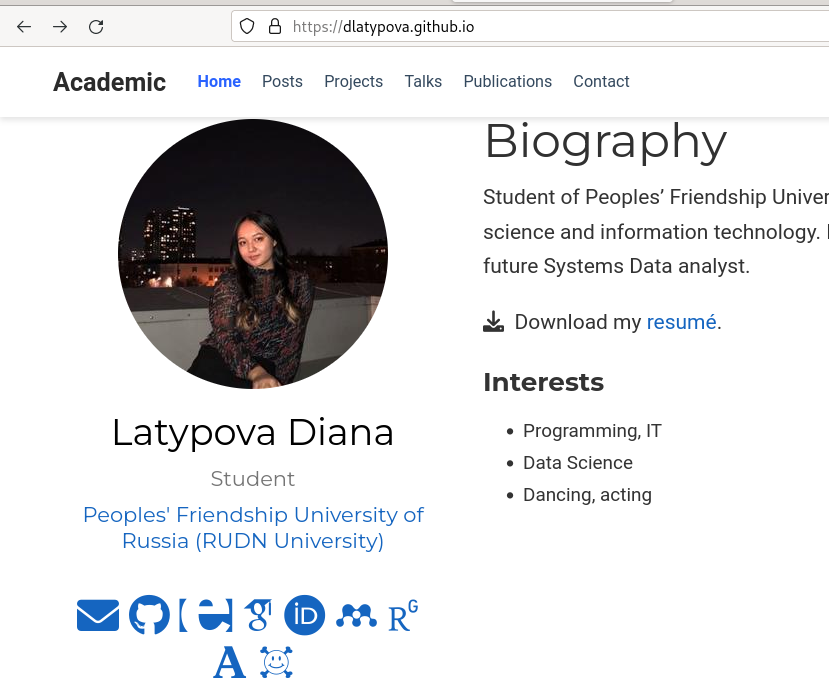 https://dlatypova.github.io
Academic Home Posts Projects Talks Publications Contact
Latypova Diana
Student
Peoples' Friendship University of
Russia (RUDN University)
iD
RG
A
Biography
Student of Peoples’ Friendship
science and information technology.
future Systems Data analyst.
Download my resumé.
Interests
• Programming, IT
• Data Science
• Dancing, acting